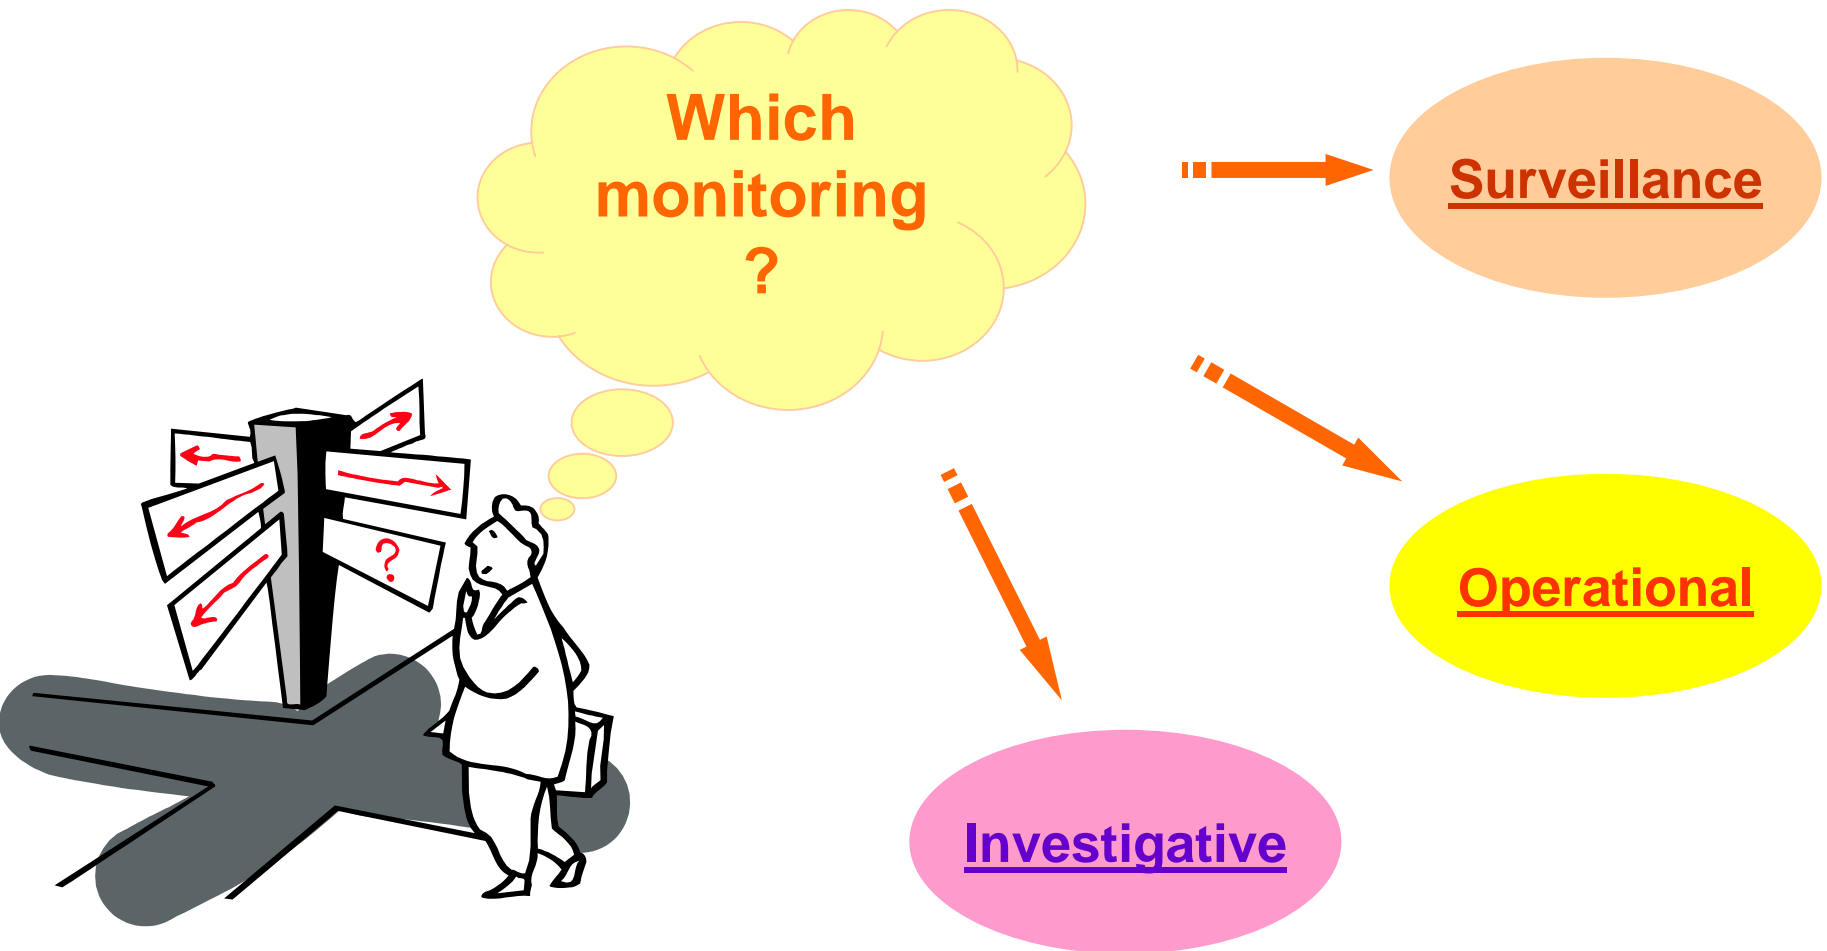 Which
monitoring
?
Surveillance
Operational
?
Investigative